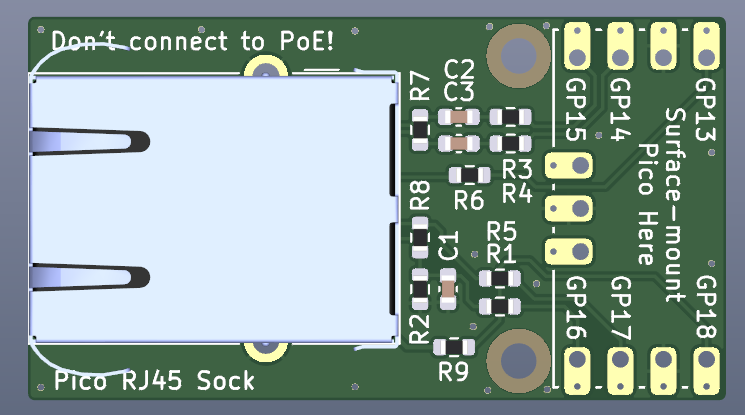 Don't connect to PoE!
C2
C3
R7
R3
R4
R6
R8
R5
R1
C1
R2
R9
GP15
GP14
GP13
Surface-mount
Pico Here
GP16
GP17
GP18
Pico RJ45 Sock